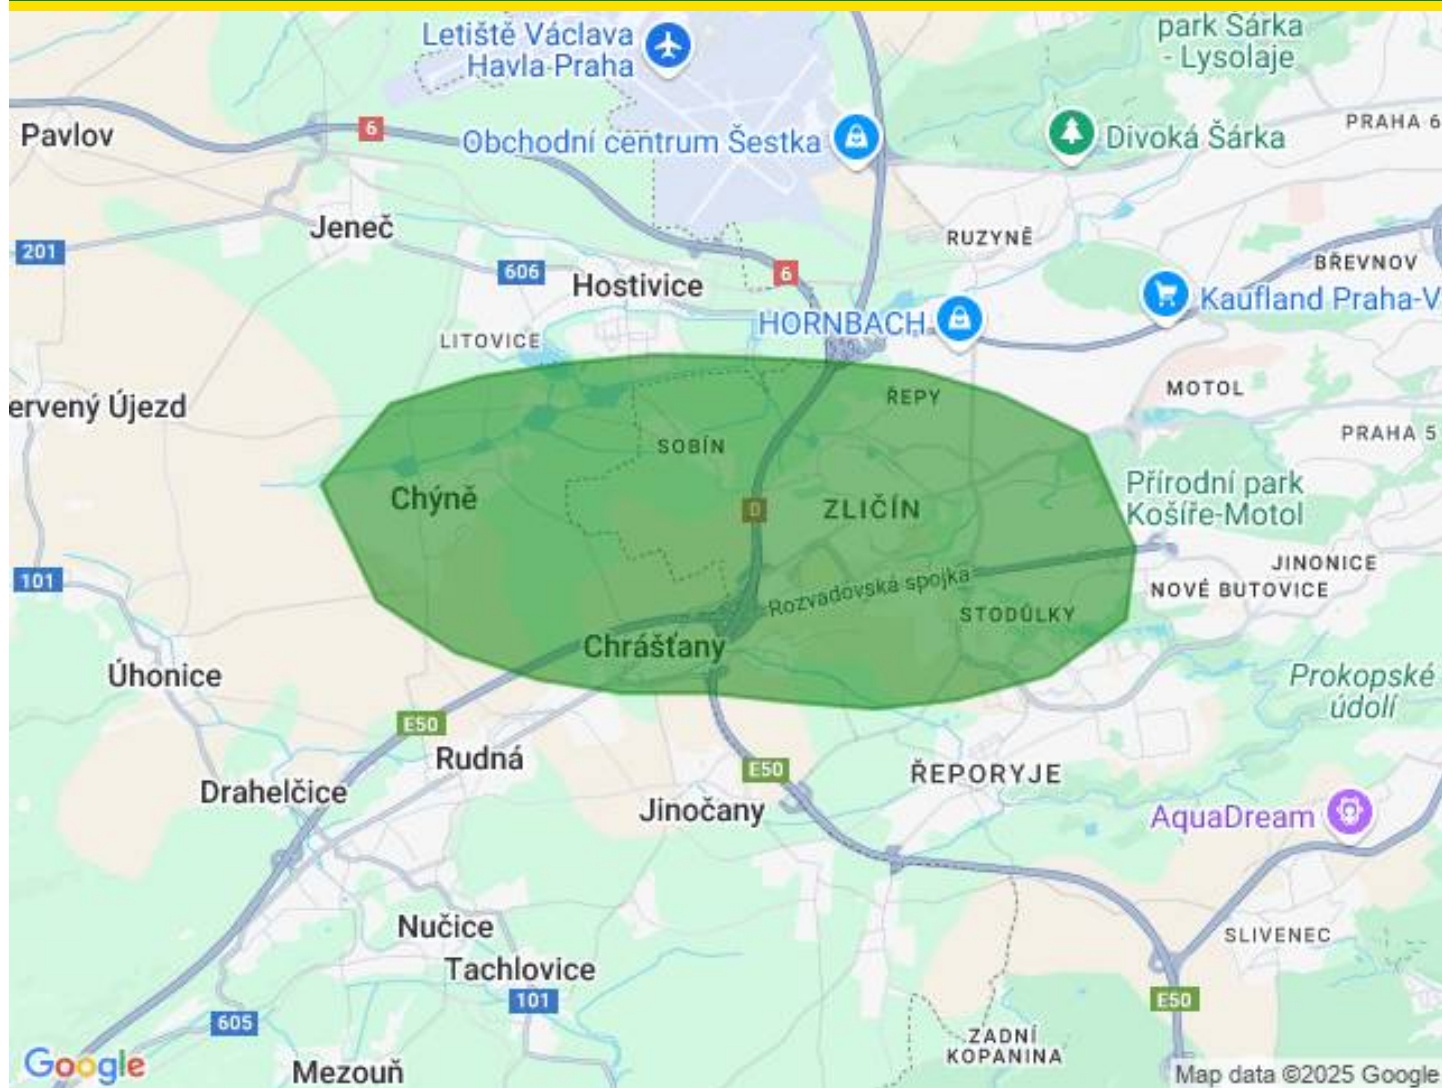 Letiště Václava
Havla-Praha
park Šárka
- Lysolaje
6
Pavlov
Obchodní centrum Šestka
Divoká Šárka
PRAHA 6
Jeneč
201
606
Hostivice
6
RUZYNĚ
BŘEVNOV
Kaufland Praha-V
HORNBACH
LITOVICE
ervený Újezd
ŘEPY
MOTOL
SOBÍN
PRAHA 5
Chýně
0
ZLIČÍN
Přírodní park
Košíře-Motol
101
Rozvadovská spojka
JINONICE
NOVÉ BUTOVICE
STODŮLKY
Chrášťany
Úhonice
Prokopské
údolí
E50
Rudná
E50
ŘEPORYJE
Drahelčice
Jinočany
AquaDream
Nučice
SLIVENEC
Tachlovice
101
E50
605
ZADNÍ
KOPANINA
Google
Mezouň
Map data ©2025 Google